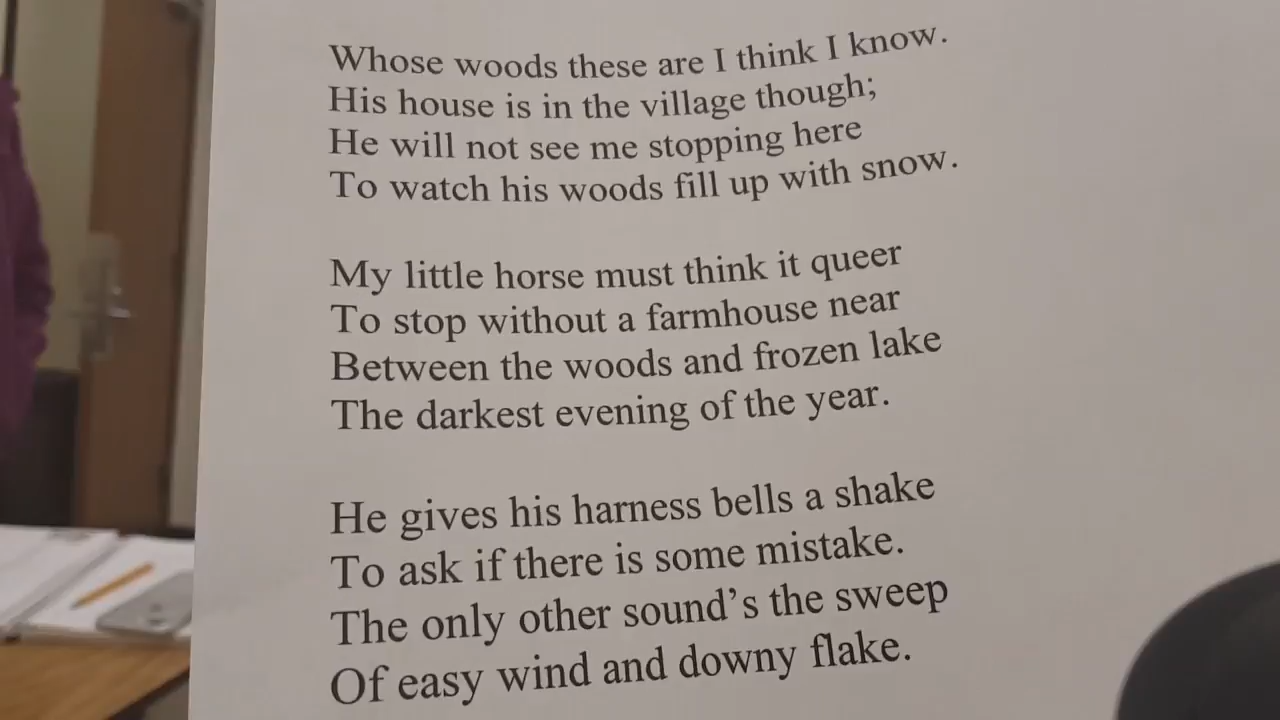 Whose woods these are I think I know.
His house is in the village though;
He will not see me stopping here
To watch his woods fill up with snow.
My little horse must think it queer
To stop without a farmhouse near
Between the woods and frozen lake
The darkest evening of the year.
He gives his harness bells a shake
To ask if there is some mistake.
The only other sound’s the sweep
Of easy wind and downy flake.